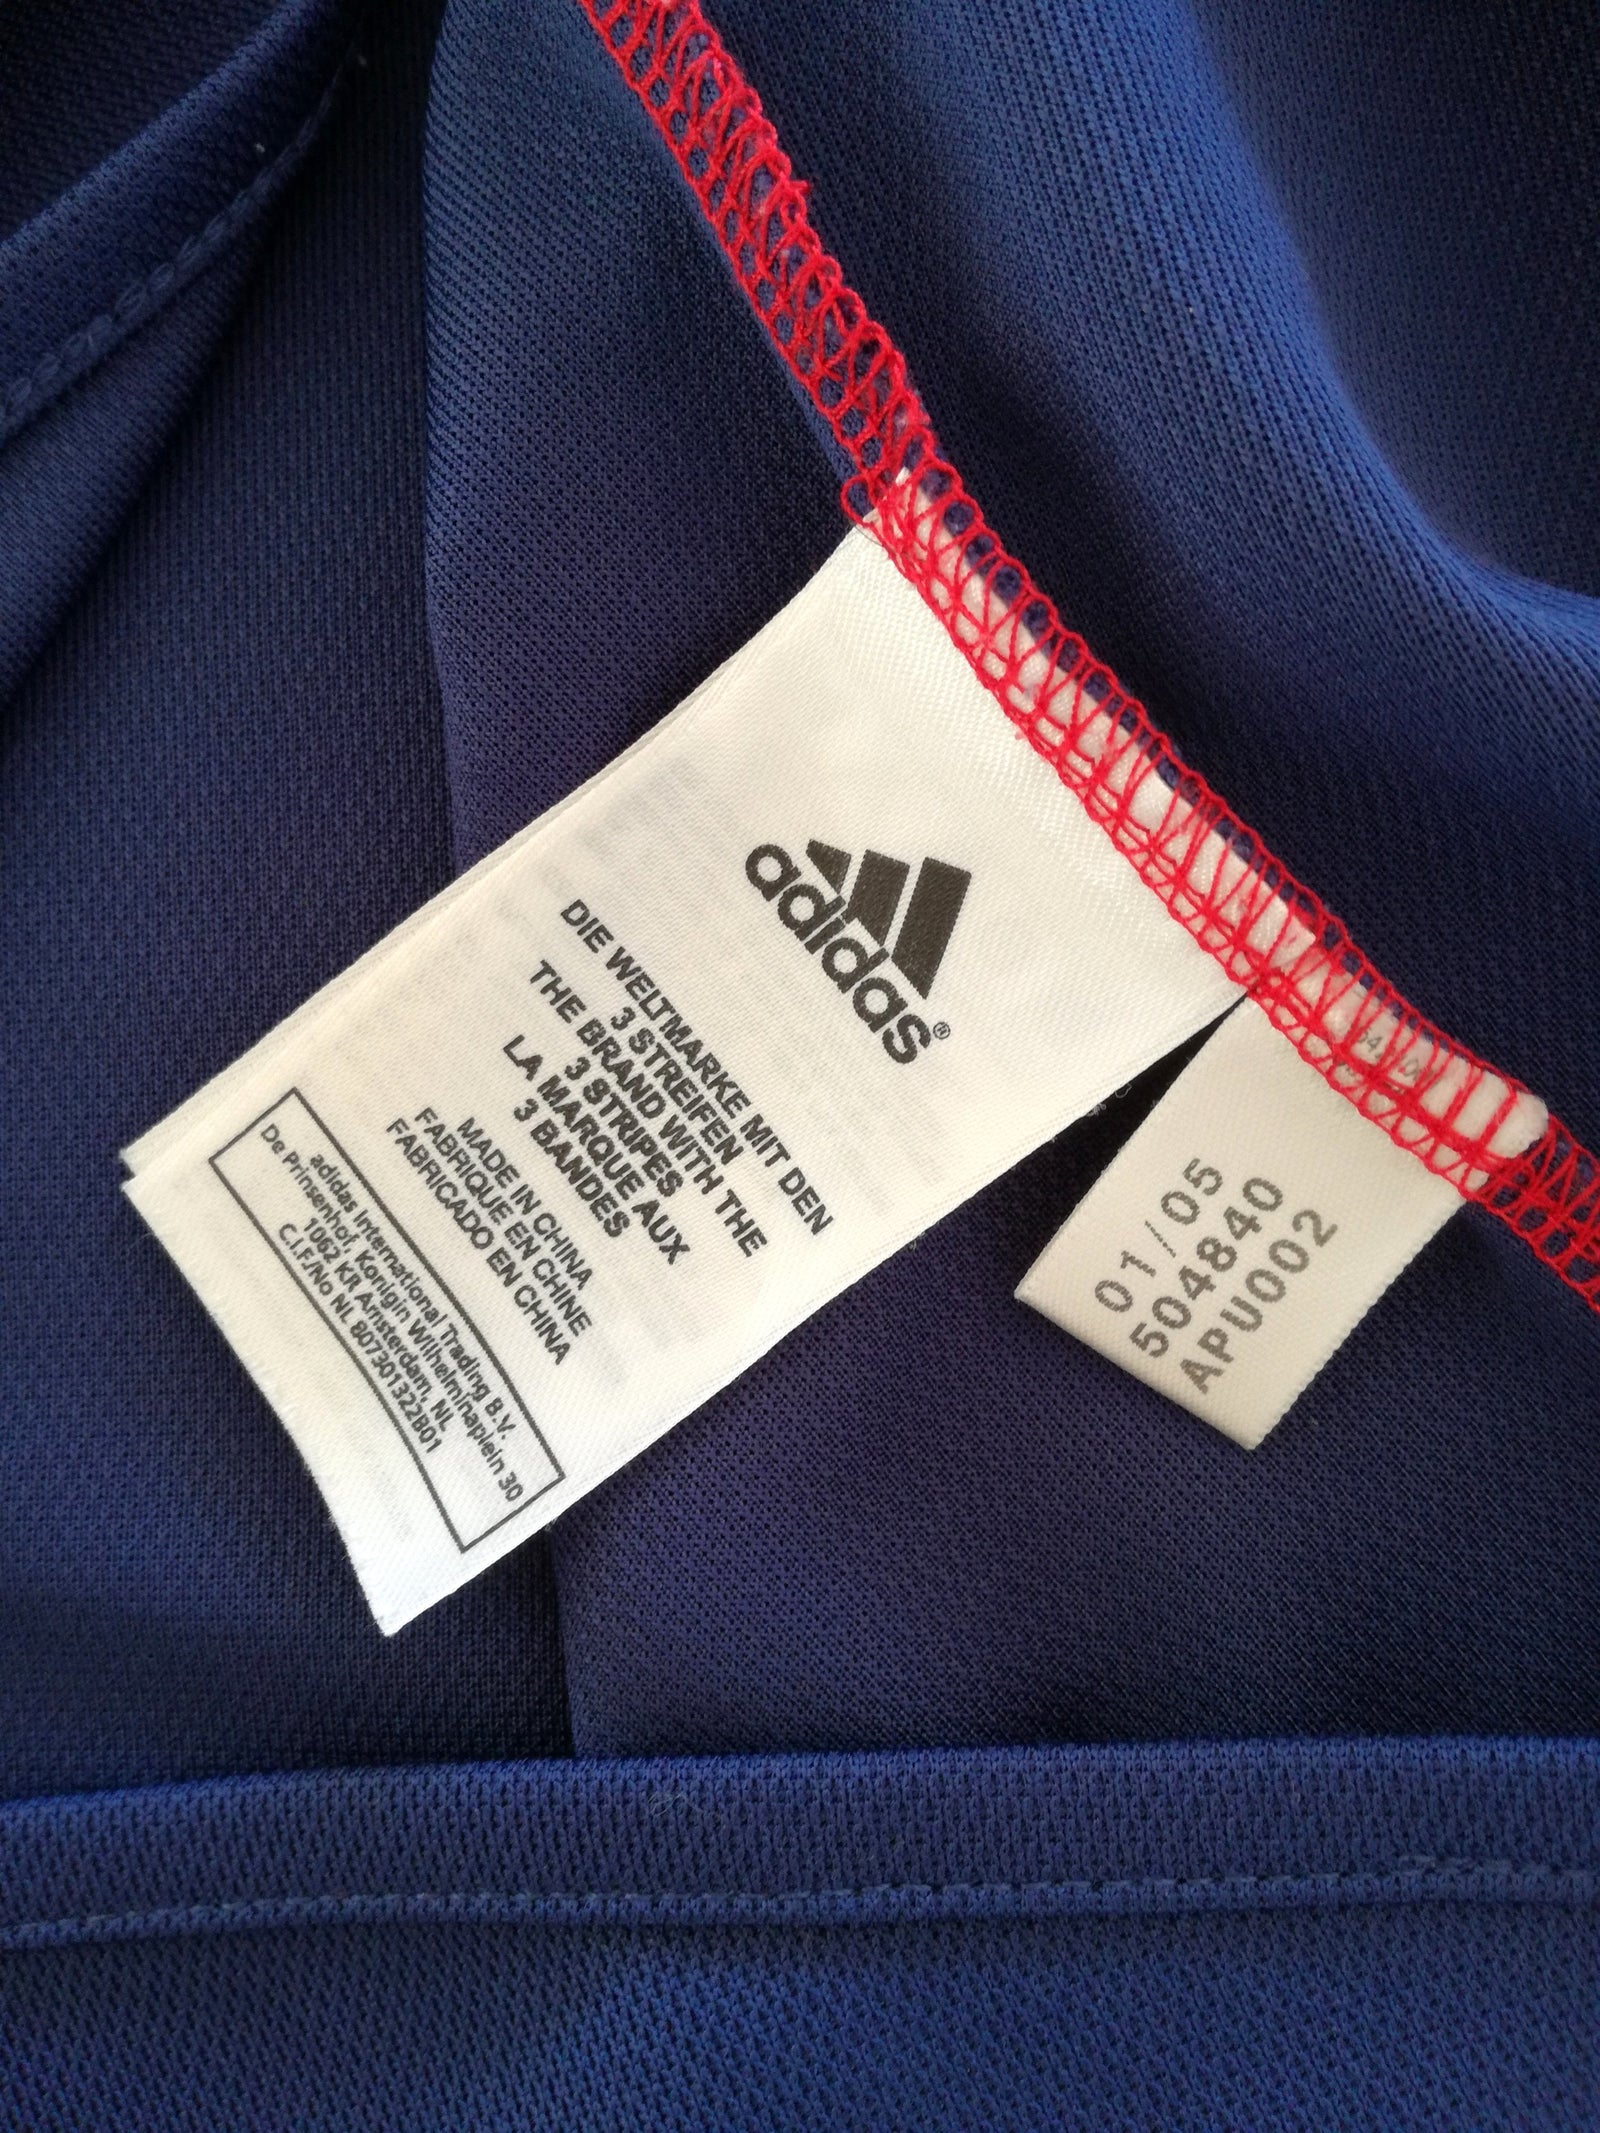 adidas®
DIE WELTMARKE MIT DEN
3 STREIFEN
THE BRAND WITH THE
3 STRIPES
LA MARQUE AUX
3 BANDES
MADE IN CHINA
FABRIQUE EN CHINE
FABRICADO EN CHINA
adidas International Trading B.V.
De Prinsenhof, Konigin Wilhelminaplein 30
1062 KR Amsterdam, NL
C.I.F./No NL 807301322B01
01/05
504840
APU002